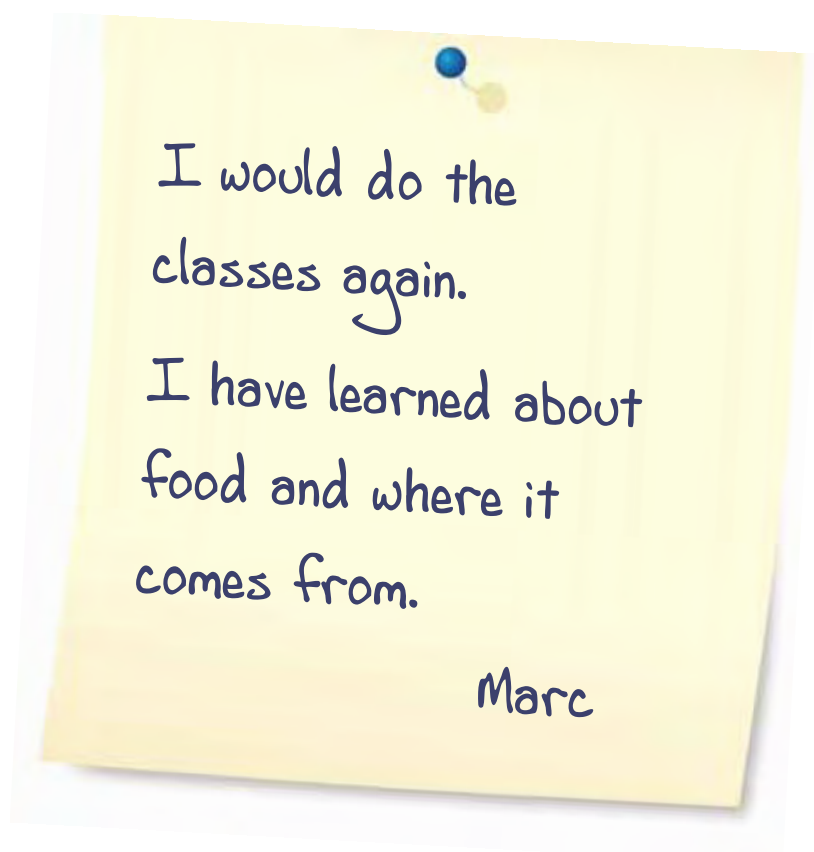 I would do the
classes again.
I have learned about
food and where it
comes from.
Marc